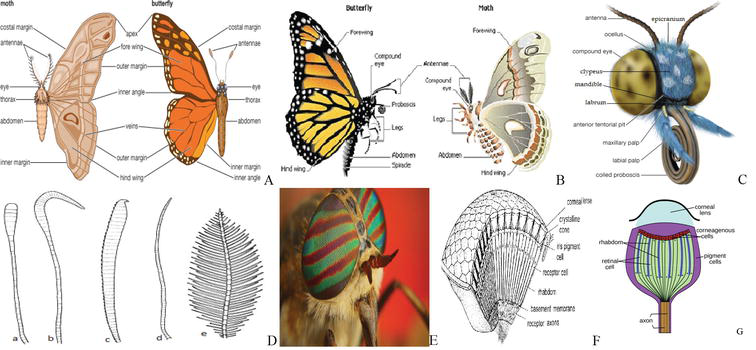 moth
butterfly
costal margin
antennae
eye
thorax
abdomen
inner margin
apex
fore wing
outer margin
inner angle
veins
outer margin
hind wing
costal margin
antennae
eye
thorax
abdomen
inner margin
inner angle
A
Butterfly
Moth
Forewing
Compound
eye
Antennae
Proboscis
Legs
Abdomen
Spiracle
Hind wing
Forewing
Compound
eye
Legs
Abdomen
Hind wing
B
antenna
epicranium
ocellus
compound eye
clypeus
mandible
labrum
anterior tentorial pit
maxillary palp
labial palp
coiled proboscis
C
a
b
c
d
e
D
E
corneal lense
crystalline
cone
iris pigment
cell
receptor cell
rhabdom
basement membrane
receptor axons
F
corneal
lens
corneagenous
cells
rhabdom
retinal
cell
pigment
cells
axon
G